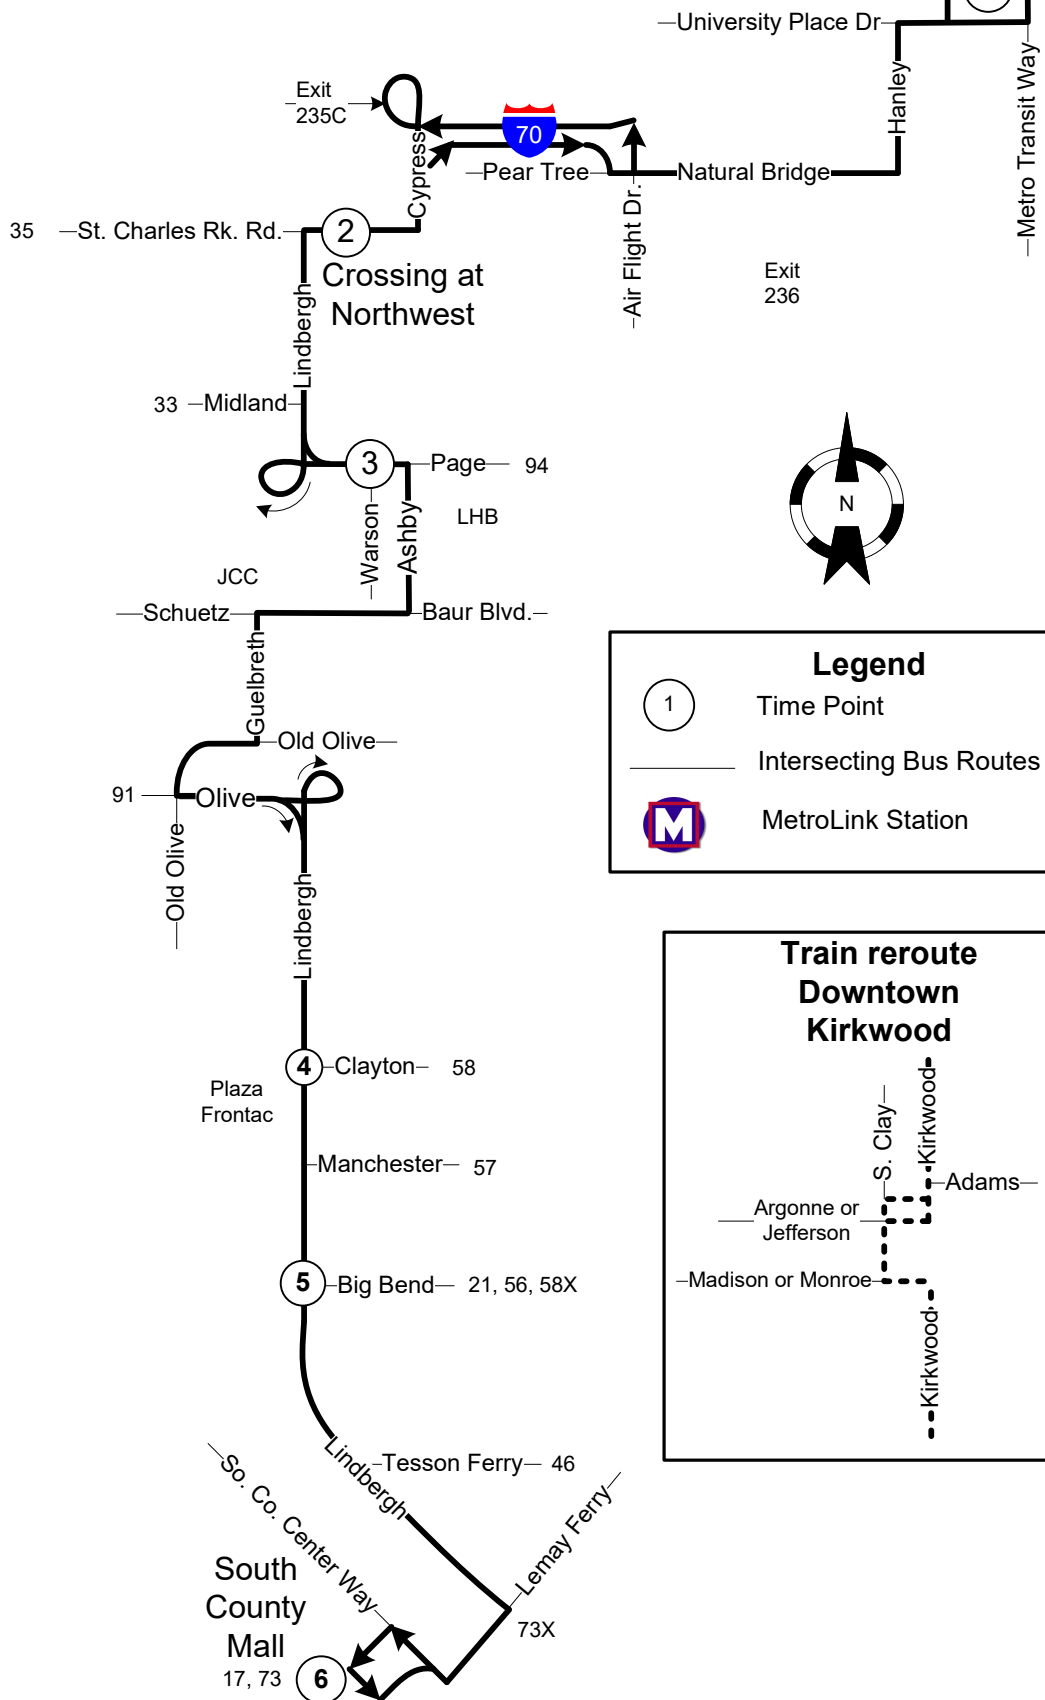 University Place Dr
Metro Transit Way
Hanley
Exit
235C
70
Cypress
Pear Tree
Natural Bridge
Air Flight Dr.
35
St. Charles Rk. Rd.
2
Crossing at
Northwest
Exit
236
Lindbergh
33
Midland
3
Page
94
Warson
Ashby
LHB
N
JCC
Schuetz
Baur Blvd.
Guelbreth
Old Olive
91
Olive
Old Olive
Lindbergh
Legend
1
Time Point
Intersecting Bus Routes
M
MetroLink Station
Train reroute
Downtown
Kirkwood
S. Clay
Kirkwood
Adams
Argonne or
Jefferson
Madison or Monroe
Kirkwood
4
Clayton
58
Plaza
Frontac
Manchester
57
5
Big Bend
21, 56, 58X
Lindbergh
Tesson Ferry
46
So. Co. Center Way
Lemay Ferry
73X
South
County
Mall
17, 73
6